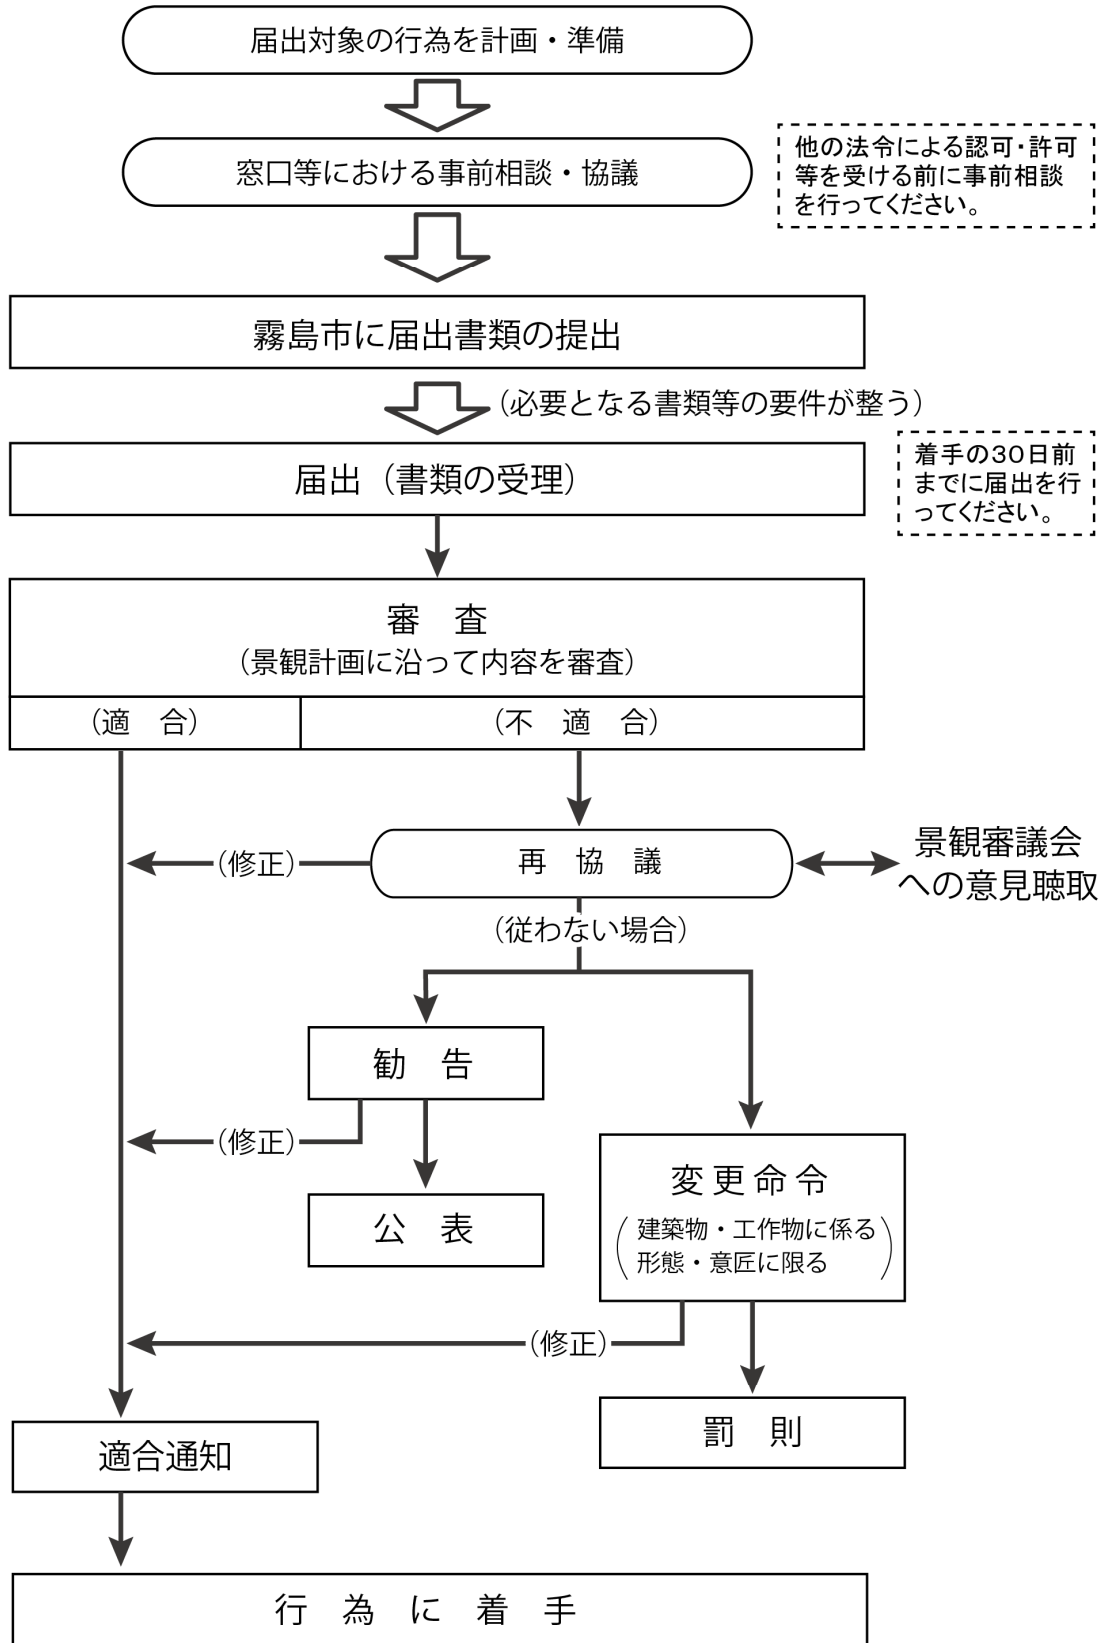 届出対象の行為を計画・準備
窓口等における事前相談・協議
他の法令による認可・許可
等を受ける前に事前相談
を行ってください。
霧島市に届出書類の提出
（必要となる書類等の要件が整う）
届出（書類の受理）
着手の30日前
までに届出を行
ってください。
審　査
（景観計画に沿って内容を審査）
（適　合）
（不　適　合）
（修正）
再　協　議
景観審議会
への意見聴取
（従わない場合）
勧　告
（修正）
公　表
変更命令
（建築物・工作物に係る
形態・意匠に限る）
（修正）
罰　則
適合通知
行　為　に　着　手